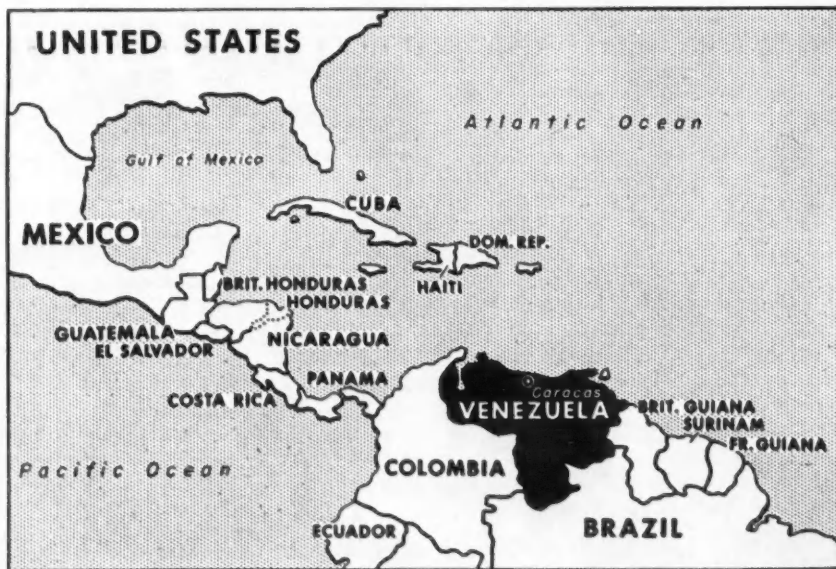 UNITED STATES
Atlantic Ocean
Gulf of Mexico
CUBA
MEXICO
DOM. REP.
HAITI
BRIT. HONDURAS
HONDURAS
GUATEMALA
EL SALVADOR
NICARAGUA
PANAMA
COSTA RICA
Caracas
VENEZUELA
BRIT. GUIANA
SURINAM
FR. GUIANA
Pacific Ocean
COLOMBIA
ECUADOR
BRAZIL